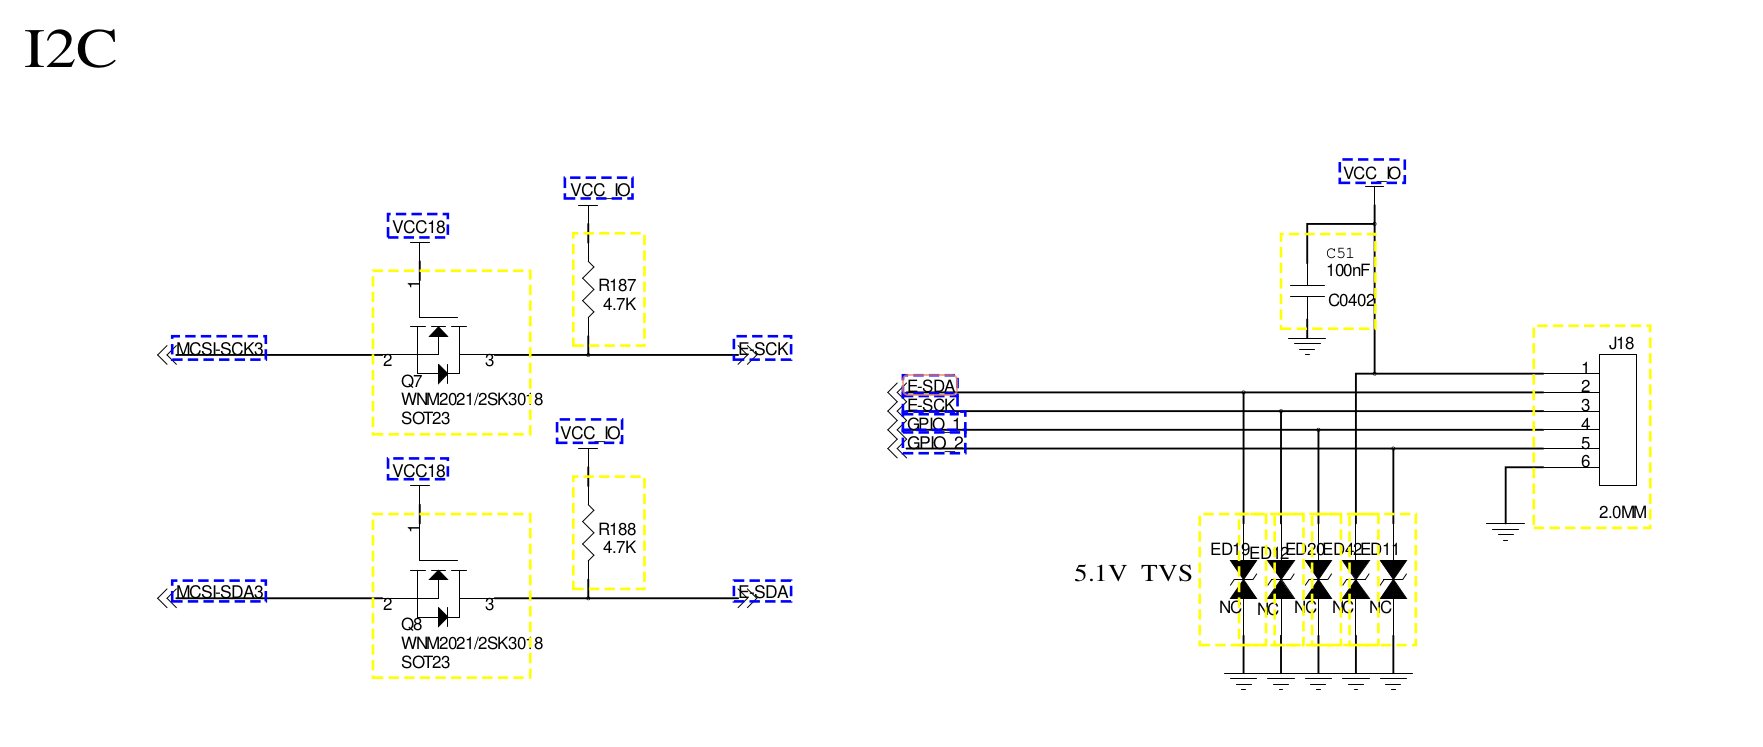 I2C
VCC_IO
VCC18
1
R187
4.7K
MCSI-SCK3
2
3
E-SCK
Q7
WNM2021/2SK3018
SOT23
VCC_IO
VCC18
1
R188
4.7K
MCSI-SDA3
2
3
E-SDA
Q8
WNM2021/2SK3018
SOT23
VCC_IO
C51
100nF
C0402
J18
1
2
3
4
5
6
2.0MM
E-SDA
E-SCK
GPIO_1
GPIO_2
5.1V TVS
ED19
ED12
ED20
ED42
ED11
NC
NC
NC
NC
NC